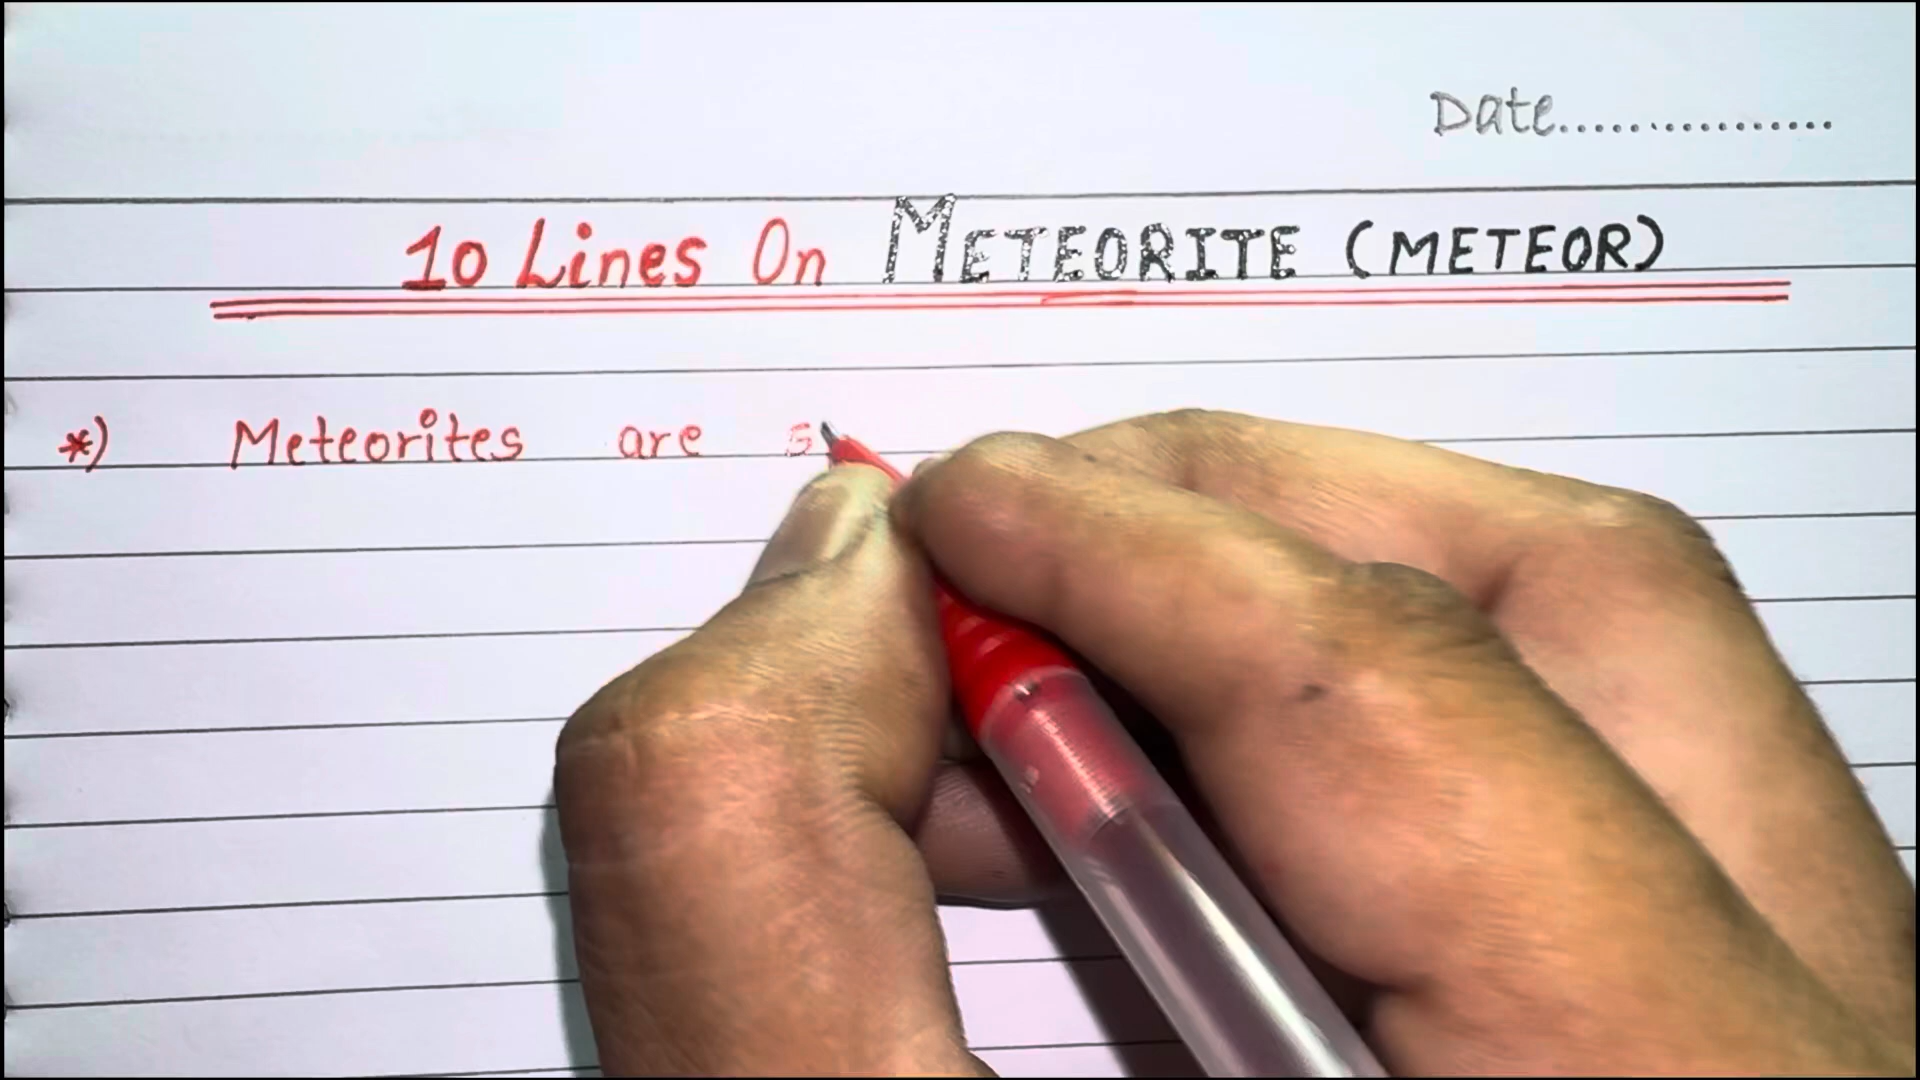 Date................
10 Lines On METEORITE (METEOR)
*) Meteorites are s